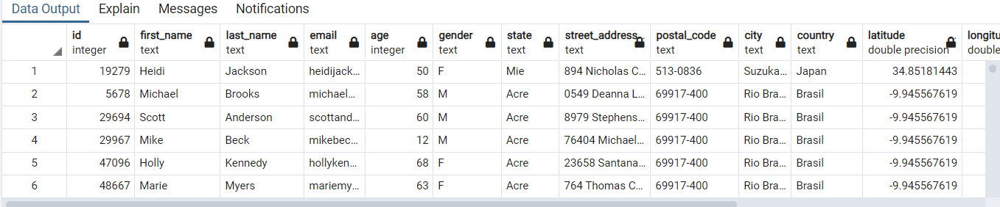 Data Output Explain Messages Notifications
id first_name last_name email age gender state street_address postal_code city country latitude longitu
integer text text text integer text text text text text text double precision double
1 19279 Heidi Jackson heidijack... 50 F Mie 894 Nicholas C... 513-0836 Suzuka... Japan 34.85181443
2 5678 Michael Brooks michael... 58 M Acre 0549 Deanna L... 69917-400 Rio Bra... Brasil -9.945567619
3 29694 Scott Anderson scottand... 60 M Acre 8979 Stephens... 69917-400 Rio Bra... Brasil -9.945567619
4 29967 Mike Beck mikebec... 12 M Acre 76404 Michael... 69917-400 Rio Bra... Brasil -9.945567619
5 47096 Holly Kennedy hollyken... 68 F Acre 23658 Santana... 69917-400 Rio Bra... Brasil -9.945567619
6 48667 Marie Myers mariemy... 63 F Acre 764 Thomas C... 69917-400 Rio Bra... Brasil -9.945567619